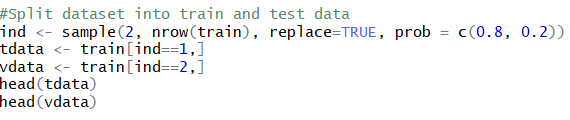 #Split dataset into train and test data
ind <- sample(2, nrow(train), replace=TRUE, prob = c(0.8, 0.2))
tdata <- train[ind==1,]
vdata <- train[ind==2,]
head(tdata)
head(vdata)